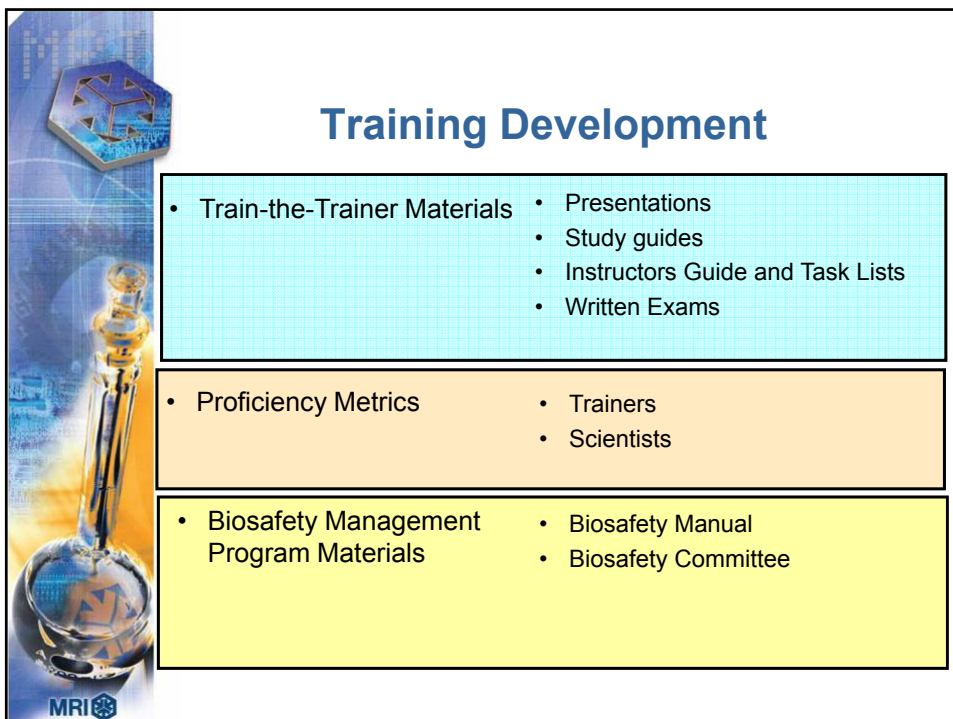 MRI
Training Development
• Train-the-Trainer Materials
• Presentations
• Study guides
• Instructors Guide and Task Lists
• Written Exams
• Proficiency Metrics
• Trainers
• Scientists
• Biosafety Management
Program Materials
• Biosafety Manual
• Biosafety Committee
MRI